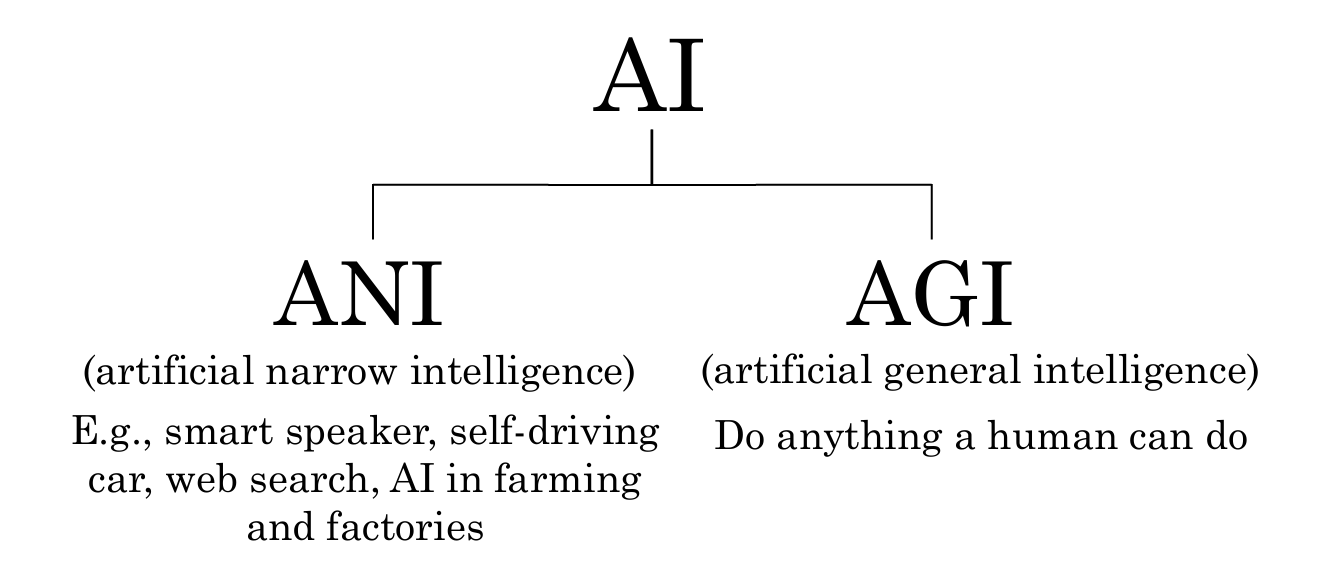 AI
ANI
(artificial narrow intelligence)
E.g., smart speaker, self-driving
car, web search, AI in farming
and factories
AGI
(artificial general intelligence)
Do anything a human can do